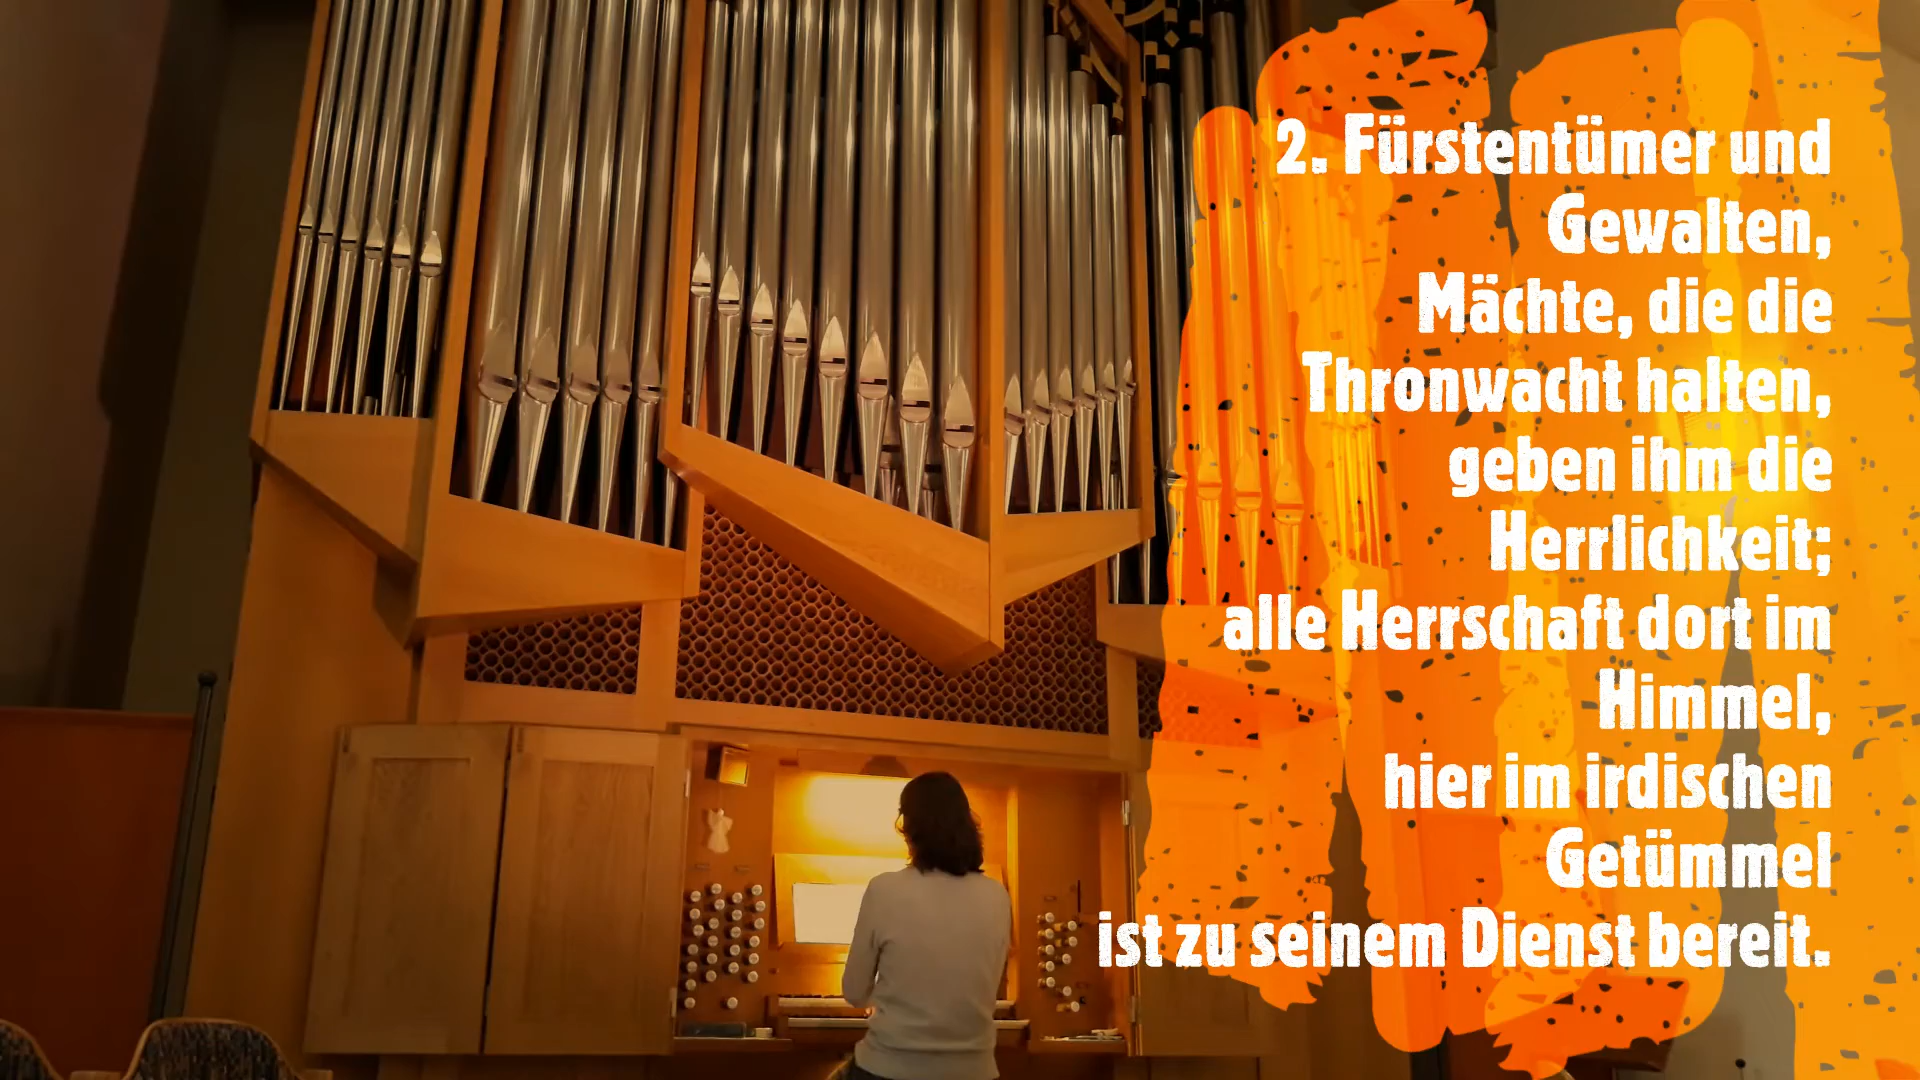 2. Fürstentümer und
Gewalten,
Mächte, die die
Thronwacht halten,
geben ihm die
Herrlichkeit;
alle Herrschaft dort im
Himmel,
hier im irdischen
Getümmel
ist zu seinem Dienst bereit.